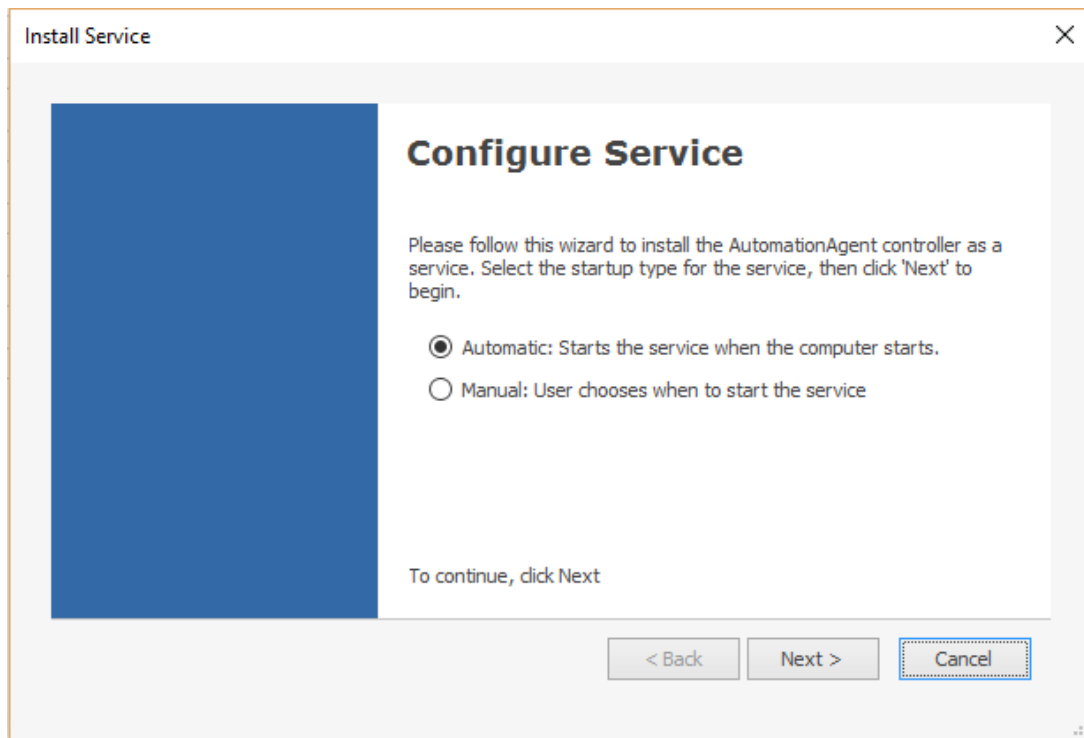 Install Service
Configure Service
Please follow this wizard to install the AutomationAgent controller as a
service. Select the startup type for the service, then click 'Next' to
begin.
Automatic: Starts the service when the computer starts.
Manual: User chooses when to start the service
To continue, click Next
< Back
Next >
Cancel